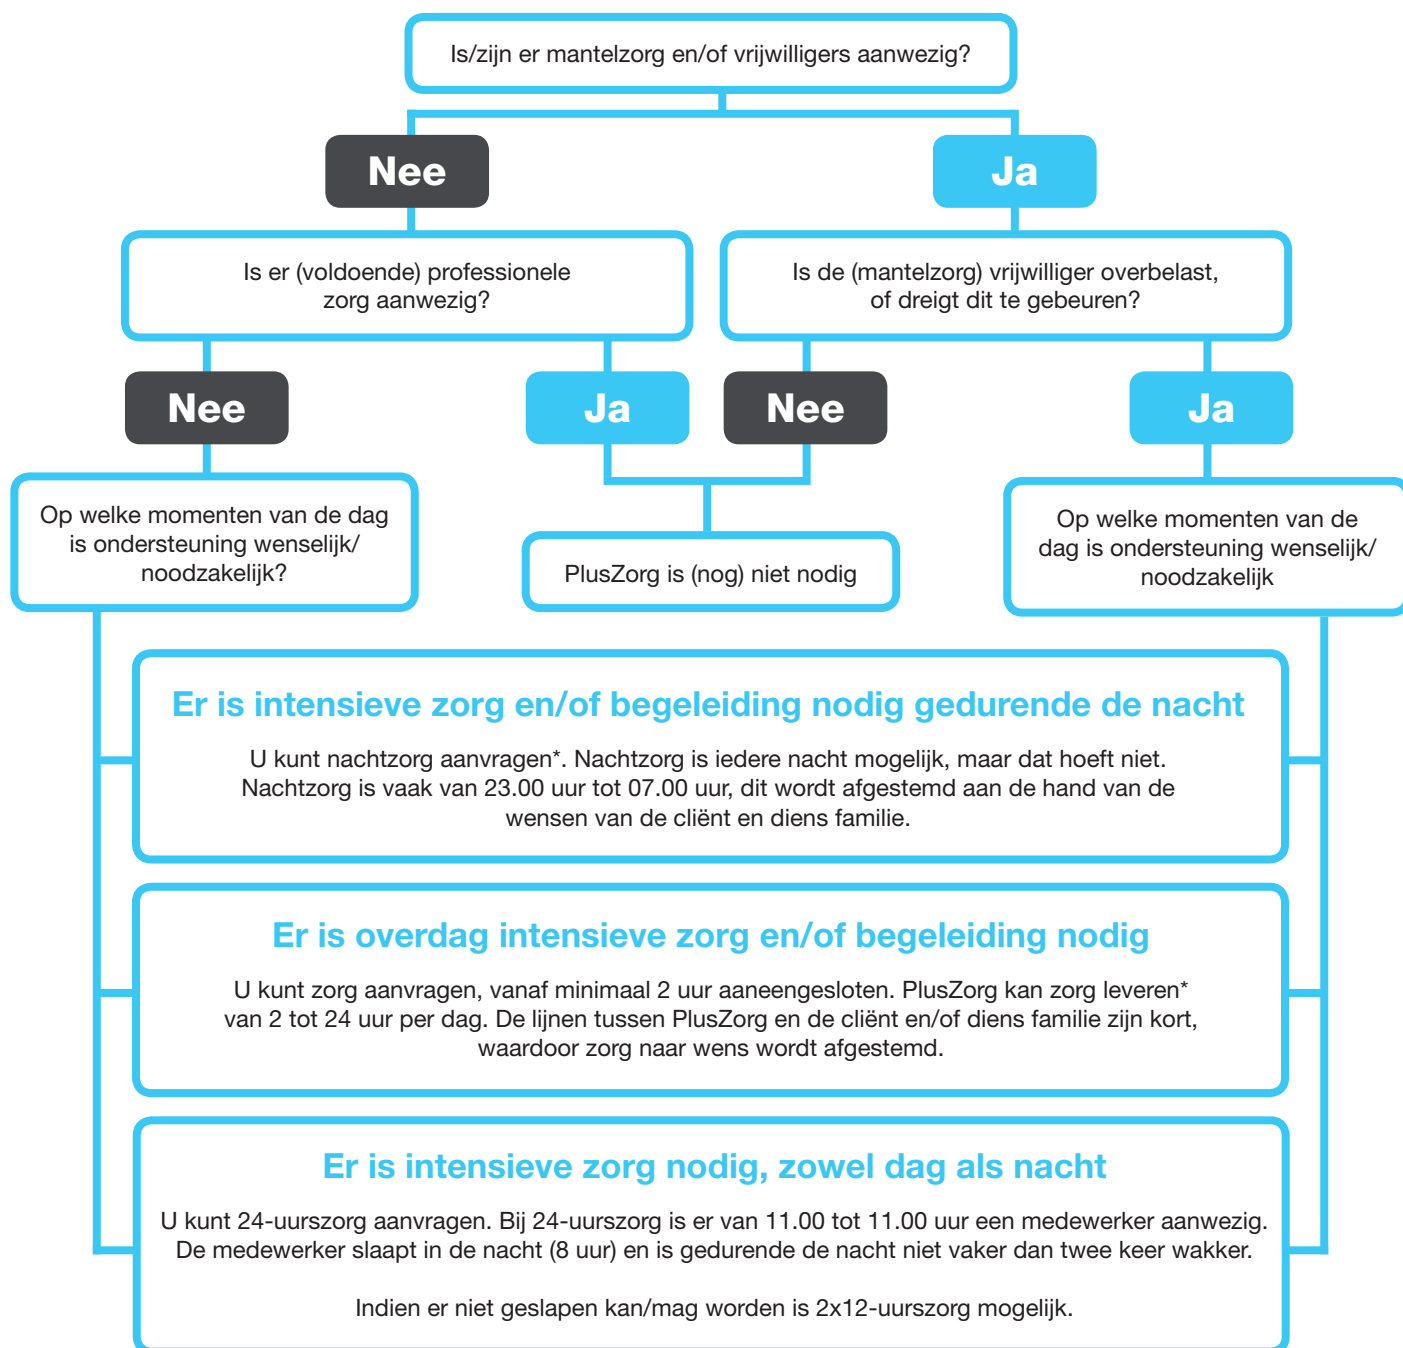 Is/zijn er mantelzorg en/of vrijwilligers aanwezig?
Nee
Ja
Is er (voldoende) professionele
zorg aanwezig?
Is de (mantelzorg) vrijwilliger overbelast,
of dreigt dit te gebeuren?
Nee
Ja
Nee
Ja
Op welke momenten van de dag
is ondersteuning wenselijk/
noodzakelijk?
PlusZorg is (nog) niet nodig
Op welke momenten van de
dag is ondersteuning wenselijk/
noodzakelijk
Er is intensieve zorg en/of begeleiding nodig gedurende de nacht
U kunt nachtzorg aanvragen*. Nachtzorg is iedere nacht mogelijk, maar dat hoeft niet.
Nachtzorg is vaak van 23.00 uur tot 07.00 uur, dit wordt afgestemd aan de hand van de
wensen van de cliënt en diens familie.
Er is overdag intensieve zorg en/of begeleiding nodig
U kunt zorg aanvragen, vanaf minimaal 2 uur aaneengesloten. PlusZorg kan zorg leveren*
van 2 tot 24 uur per dag. De lijnen tussen PlusZorg en de cliënt en/of diens familie zijn kort,
waardoor zorg naar wens wordt afgestemd.
Er is intensieve zorg nodig, zowel dag als nacht
U kunt 24-uurszorg aanvragen. Bij 24-uurszorg is er van 11.00 tot 11.00 uur een medewerker aanwezig.
De medewerker slaapt in de nacht (8 uur) en is gedurende de nacht niet vaker dan twee keer wakker.
Indien er niet geslapen kan/mag worden is 2x12-uurszorg mogelijk.